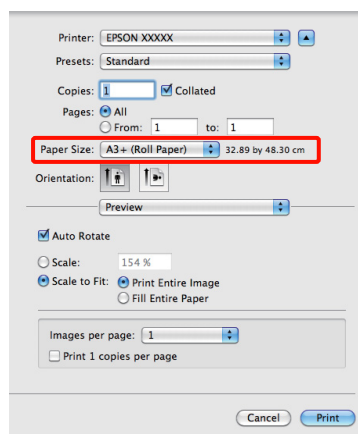 Printer: EPSON XXXXX
Presets: Standard
Copies: 1 Collated
Pages: All
From: 1 to: 1
Paper Size: A3+ (Roll Paper) 32.89 by 48.30 cm
Orientation:
Preview
Auto Rotate
Scale: 154 %
Scale to Fit: Print Entire Image
Fill Entire Paper
Images per page: 1
Print 1 copies per page
Cancel Print